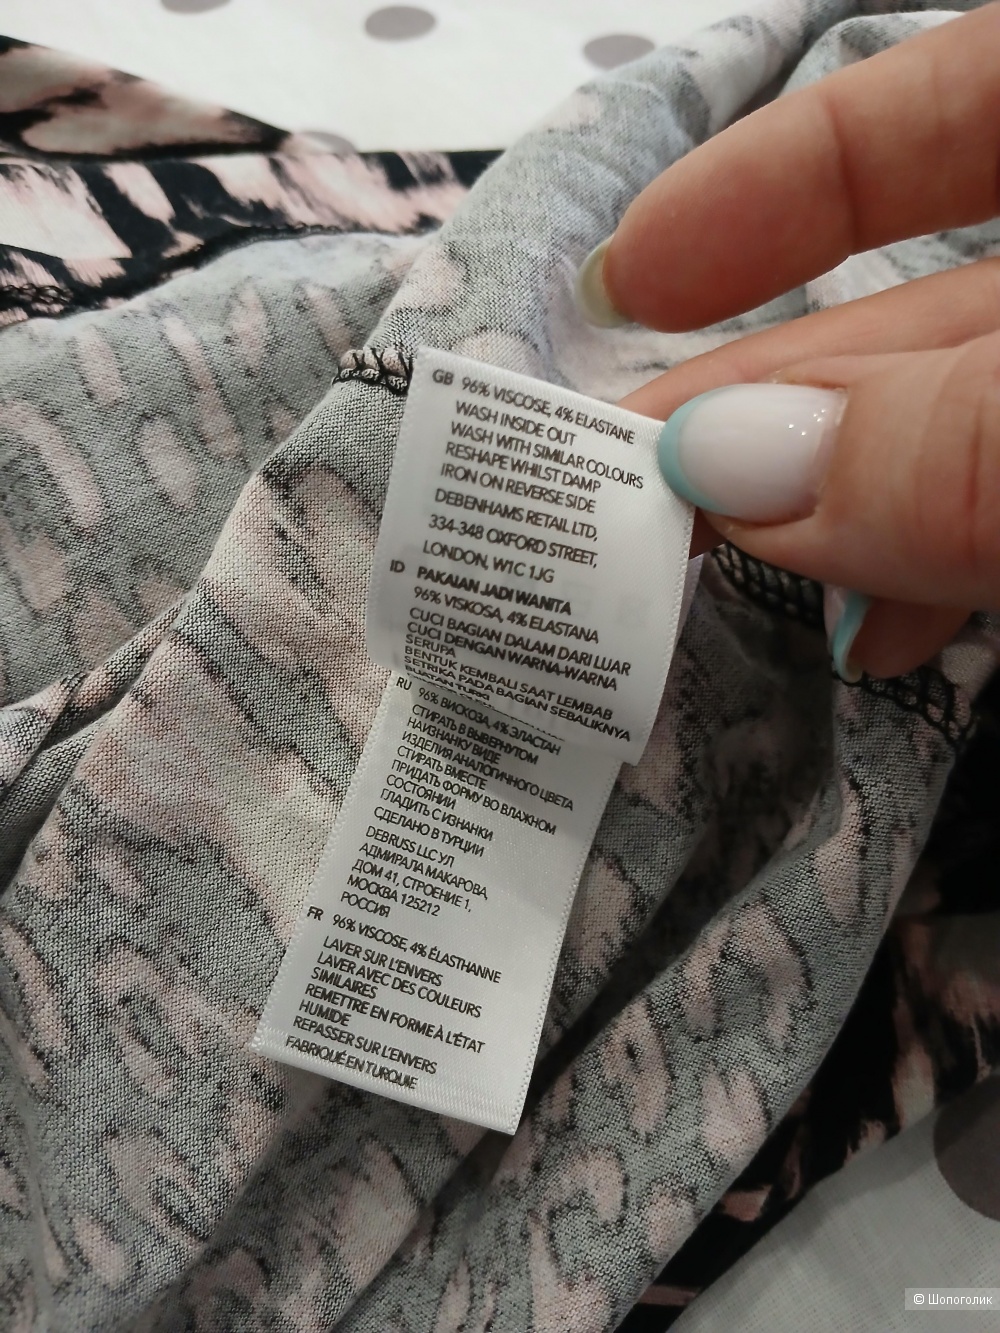 GB 96% VISCOSE, 4% ELASTANE
WASH INSIDE OUT
WASH WITH SIMILAR COLOURS
RESHAPE WHILST DAMP
IRON ON REVERSE SIDE
DEBENHAMS RETAIL LTD,
334-348 OXFORD STREET,
LONDON, W1C 1JG
ID PAKAIAN JADI WANITA
96% VISKOSA, 4% ELASTANA
CUCI BAGIAN DALAM DARI LUAR
CUCI DENGAN WARNA-WARNA
SERUPA
BENTUK KEMBALI SAAT LEMBAB
SETRIKA PADA BAGIAN SEBALIKNYA
BUATAN TURKI
RU 96% ВИСКОЗА, 4% ЭЛАСТАН
СТИРАТЬ В ВЫВЕРНУТОМ
НАИЗНАНКУ ВИДЕ
ИЗДЕЛИЯ АНАЛОГИЧНОГО ЦВЕТА
СТИРАТЬ ВМЕСТЕ
ПРИДАТЬ ФОРМУ ВО ВЛАЖНОМ
СОСТОЯНИИ
ГЛАДИТЬ С ИЗНАНКИ
СДЕЛАНО В ТУРЦИИ
DEBRUSS LLC УЛ
АДМИРАЛА МАКАРОВА,
ДОМ 41, СТРОЕНИЕ 1,
МОСКВА 125212
РОССИЯ
FR 96% VISCOSE, 4% ÉLASTHANNE
LAVER SUR L'ENVERS
LAVER AVEC DES COULEURS
SIMILAIRES
REMETTRE EN FORME À L'ÉTAT
HUMIDE
REPASSER SUR L'ENVERS
FABRIQUÉ EN TURQUIE
© Шопоголик